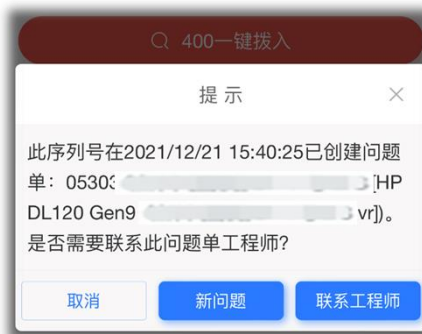 400一键拨入
提示
此序列号在2021/12/21 15:40:25已创建问题
单：0530 [HP
DL120 Gen9 vr])。
是否需要联系此问题单工程师?
取消
新问题
联系工程师